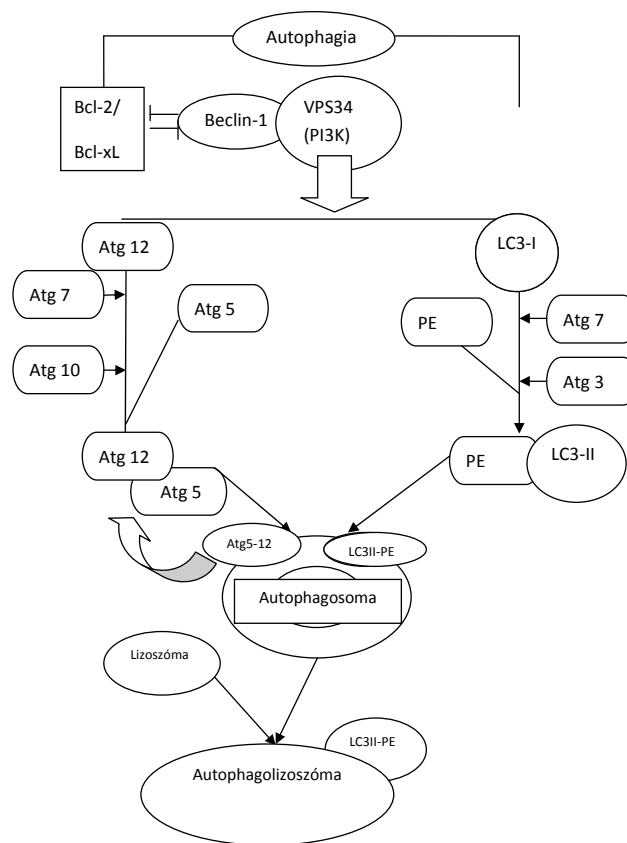 Autophagia
Bcl-2/
Bcl-xL
Beclin-1
VPS34
(PI3K)
Atg 12
LC3-I
Atg 7
Atg 5
PE
Atg 7
Atg 10
Atg 3
Atg 12
Atg 5
PE
LC3-II
Atg5-12
LC3II-PE
Autophagosoma
Lizoszóma
LC3II-PE
Autophagolizoszóma